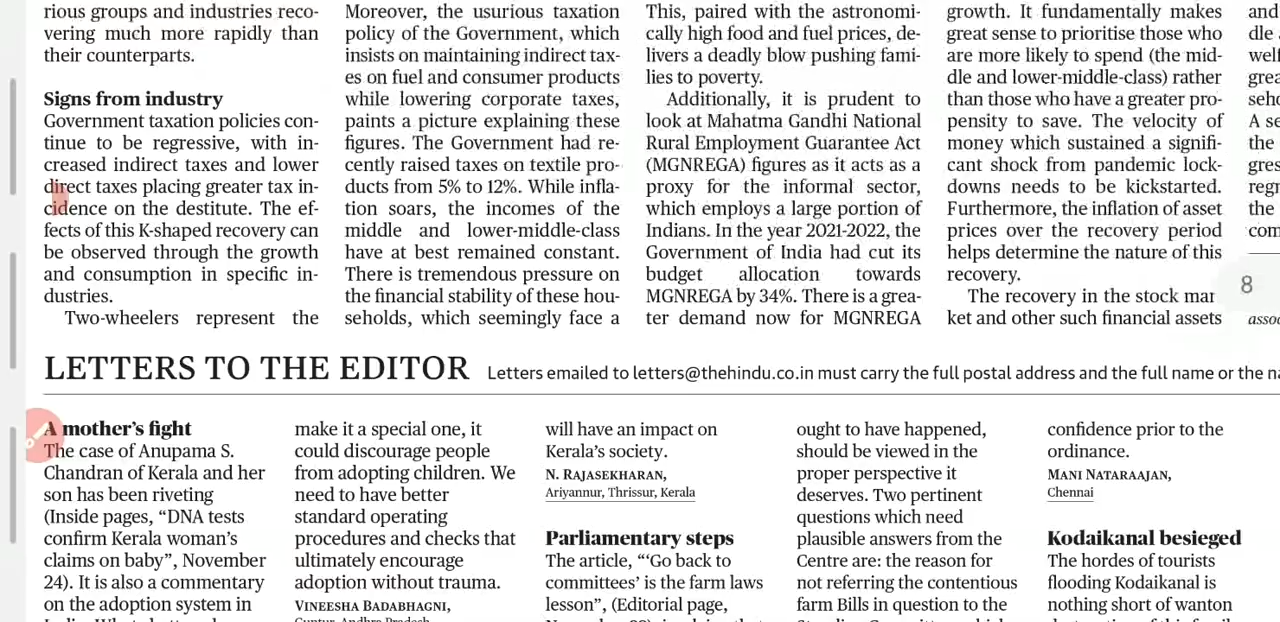 rious groups and industries reco-
vering much more rapidly than
their counterparts.
Signs from industry
Government taxation policies con-
tinue to be regressive, with in-
creased indirect taxes and lower
direct taxes placing greater tax in-
cidence on the destitute. The ef-
fects of this K-shaped recovery can
be observed through the growth
and consumption in specific in-
dustries.
Two-wheelers represent the
Moreover, the usurious taxation
policy of the Government, which
insists on maintaining indirect tax-
es on fuel and consumer products
while lowering corporate taxes,
paints a picture explaining these
figures. The Government had re-
cently raised taxes on textile pro-
ducts from 5% to 12%. While infla-
tion soars, the incomes of the
middle and lower-middle-class
have at best remained constant.
There is tremendous pressure on
the financial stability of these hou-
seholds, which seemingly face a
This, paired with the astronomi-
cally high food and fuel prices, de-
livers a deadly blow pushing fami-
lies to poverty.
Additionally, it is prudent to
look at Mahatma Gandhi National
Rural Employment Guarantee Act
(MGNREGA) figures as it acts as a
proxy for the informal sector,
which employs a large portion of
Indians. In the year 2021-2022, the
Government of India had cut its
budget allocation towards
MGNREGA by 34%. There is a grea-
ter demand now for MGNREGA
growth. It fundamentally makes
great sense to prioritise those who
are more likely to spend (the mid-
dle and lower-middle-class) rather
than those who have a greater pro-
pensity to save. The velocity of
money which sustained a signifi-
cant shock from pandemic lock-
downs needs to be kickstarted.
Furthermore, the inflation of asset
prices over the recovery period
helps determine the nature of this
recovery.
The recovery in the stock mar
ket and other such financial assets
and
dle
A se
the
the
com
8
LETTERS TO THE EDITOR Letters emailed to letters@thehindu.co.in must carry the full postal address and the full name or the
A mother's fight
The case of Anupama S.
Chandran of Kerala and her
son has been riveting
(Inside pages, "DNA tests
confirm Kerala woman's
claims on baby", November
24). It is also a commentary
on the adoption system in
make it a special one, it
could discourage people
from adopting children. We
need to have better
standard operating
procedures and checks that
ultimately encourage
adoption without trauma.
VINEESHA BADABHAGNI,
Guntur, Andhra Pradesh
will have an impact on
Kerala's society.
N. RAJASEKHARAN,
Ariyannur, Thrissur, Kerala
Parliamentary steps
The article, "'Go back to
committees' is the farm laws
lesson", (Editorial page,
ought to have happened,
should be viewed in the
proper perspective it
deserves. Two pertinent
questions which need
plausible answers from the
Centre are: the reason for
not referring the contentious
farm Bills in question to the
confidence prior to the
ordinance.
MANI NATARAAJAN,
Chennai
Kodaikanal besieged
The hordes of tourists
flooding Kodaikanal is
nothing short of wanton